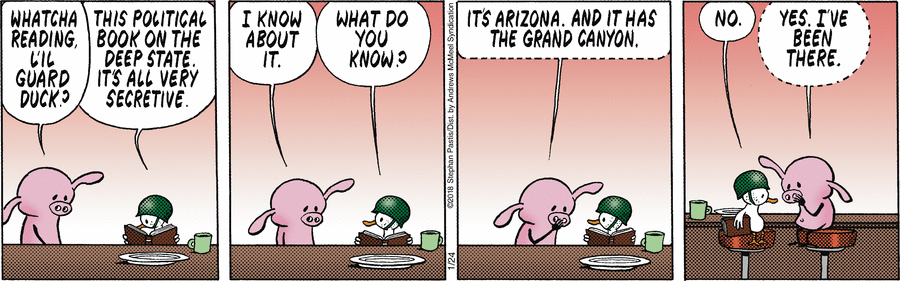 WHATCHA
READING,
L'IL
GUARD
DUCK?
THIS POLITICAL
BOOK ON THE
DEEP STATE.
IT'S ALL VERY
SECRETIVE.
I KNOW
ABOUT
IT.
WHAT DO
YOU
KNOW?
©2018 Stephan Pastis/Dist. by Andrews McMeel Syndication
1/24
IT'S ARIZONA. AND IT HAS
THE GRAND CANYON.
NO.
YES. I'VE
BEEN
THERE.